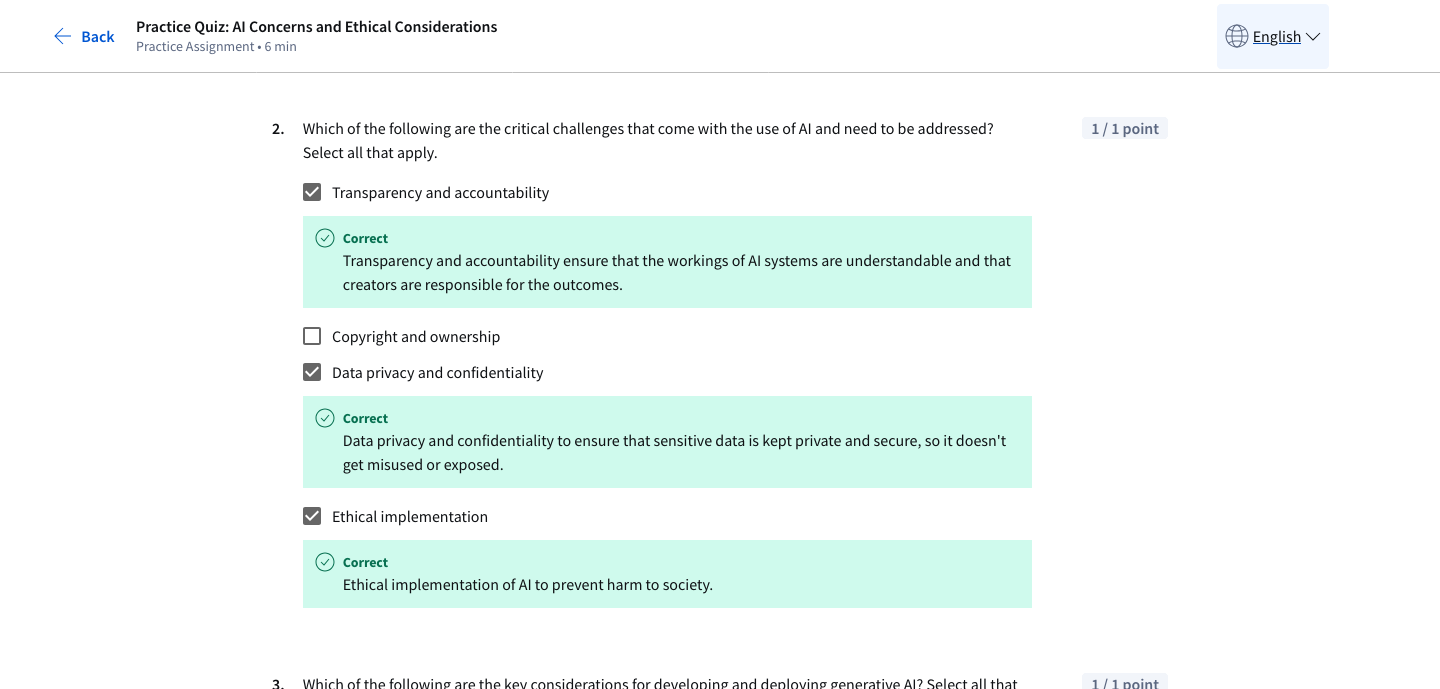 Back
Practice Quiz: AI Concerns and Ethical Considerations
Practice Assignment • 6 min
English
2. Which of the following are the critical challenges that come with the use of AI and need to be addressed?
Select all that apply.
1 / 1 point
Transparency and accountability
Correct
Transparency and accountability ensure that the workings of AI systems are understandable and that
creators are responsible for the outcomes.
Copyright and ownership
Data privacy and confidentiality
Correct
Data privacy and confidentiality to ensure that sensitive data is kept private and secure, so it doesn't
get misused or exposed.
Ethical implementation
Correct
Ethical implementation of AI to prevent harm to society.
3. Which of the following are the key considerations for developing and deploying generative AI? Select all that
1 / 1 point